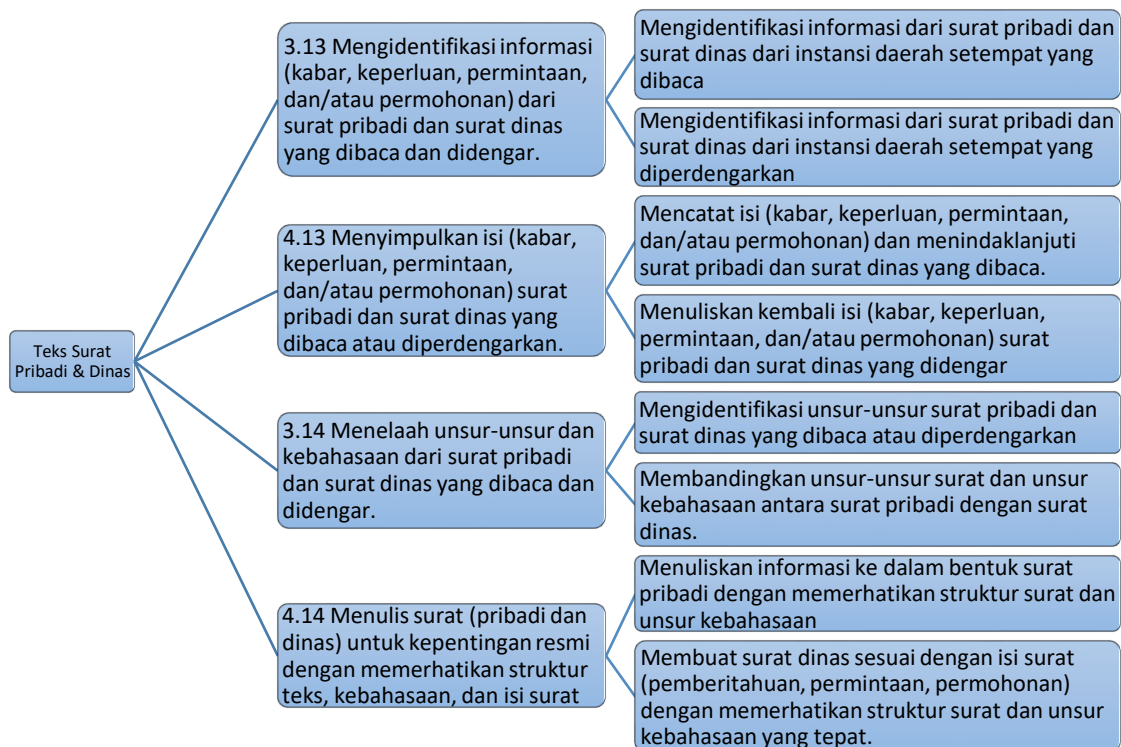 Teks Surat
Pribadi & Dinas
3.13 Mengidentifikasi informasi
(kabar, keperluan, permintaan,
dan/atau permohonan) dari
surat pribadi dan surat dinas
yang dibaca dan didengar.
Mengidentifikasi informasi dari surat pribadi dan
surat dinas dari instansi daerah setempat yang
dibaca
Mengidentifikasi informasi dari surat pribadi dan
surat dinas dari instansi daerah setempat yang
diperdengarkan
4.13 Menyimpulkan isi (kabar,
keperluan, permintaan,
dan/atau permohonan) surat
pribadi dan surat dinas yang
dibaca atau diperdengarkan.
Mencatat isi (kabar, keperluan, permintaan,
dan/atau permohonan) dan menindaklanjuti
surat pribadi dan surat dinas yang dibaca.
Menuliskan kembali isi (kabar, keperluan,
permintaan, dan/atau permohonan) surat
pribadi dan surat dinas yang didengar
3.14 Menelaah unsur-unsur dan
kebahasaan dari surat pribadi
dan surat dinas yang dibaca dan
didengar.
Mengidentifikasi unsur-unsur surat pribadi dan
surat dinas yang dibaca atau diperdengarkan
Membandingkan unsur-unsur surat dan unsur
kebahasaan antara surat pribadi dengan surat
dinas.
4.14 Menulis surat (pribadi dan
dinas) untuk kepentingan resmi
dengan memerhatikan struktur
teks, kebahasaan, dan isi surat
Menuliskan informasi ke dalam bentuk surat
pribadi dengan memerhatikan struktur surat dan
unsur kebahasaan
Membuat surat dinas sesuai dengan isi surat
(pemberitahuan, permintaan, permohonan)
dengan memerhatikan struktur surat dan unsur
kebahasaan yang tepat.